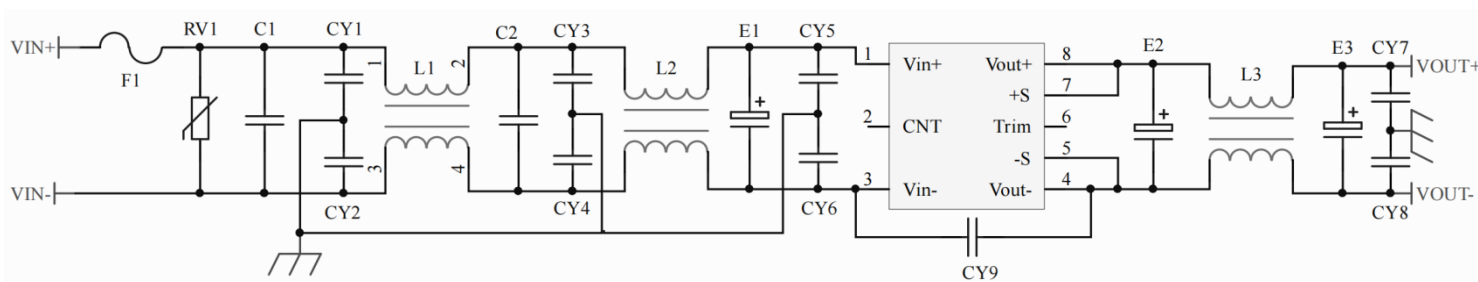 RV1 C1 CY1 C2 CY3 E1 CY5 E2 E3 CY7
VIN+ F1 1 L1 2 L2 1 Vin+ Vout+ 8 L3 VOUT+
+S 7
2 CNT Trim 6
-S 5
VIN- 3 4 3 Vin- Vout- 4 VOUT-
CY2 CY4 CY6 CY8
CY9